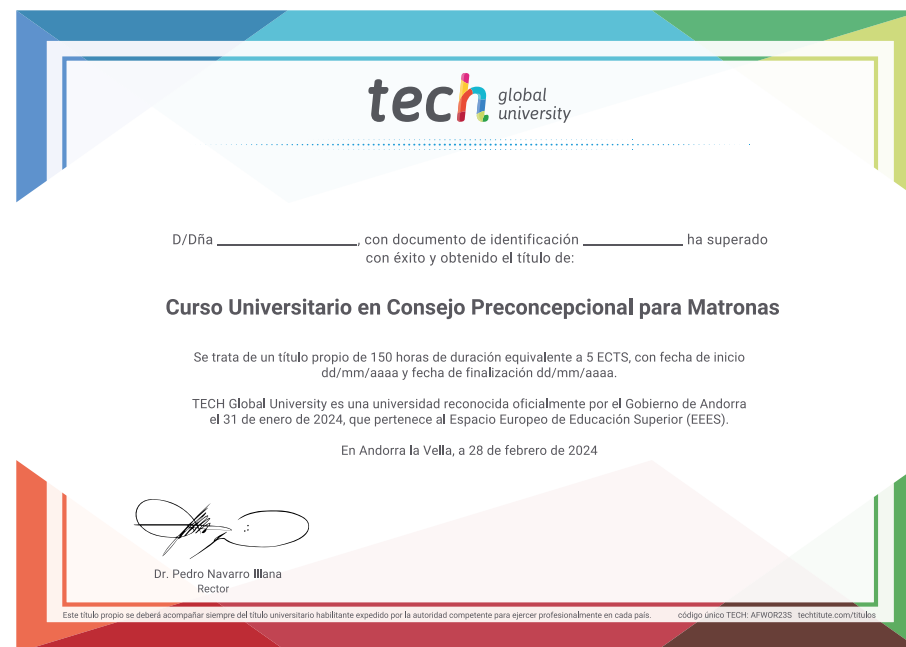 tech global university
D/Dña ____________________, con documento de identificación ______________ ha superado
con éxito y obtenido el título de:
Curso Universitario en Consejo Preconcepcional para Matronas
Se trata de un título propio de 150 horas de duración equivalente a 5 ECTS, con fecha de inicio
dd/mm/aaaa y fecha de finalización dd/mm/aaaa.
TECH Global University es una universidad reconocida oficialmente por el Gobierno de Andorra
el 31 de enero de 2024, que pertenece al Espacio Europeo de Educación Superior (EEES).
En Andorra la Vella, a 28 de febrero de 2024
Dr. Pedro Navarro Illana
Rector
Este título propio se deberá acompañar siempre del título universitario habilitante expedido por la autoridad competente para ejercer profesionalmente en cada país. código único TECH: AFWOR23S techtitute.com/titulos